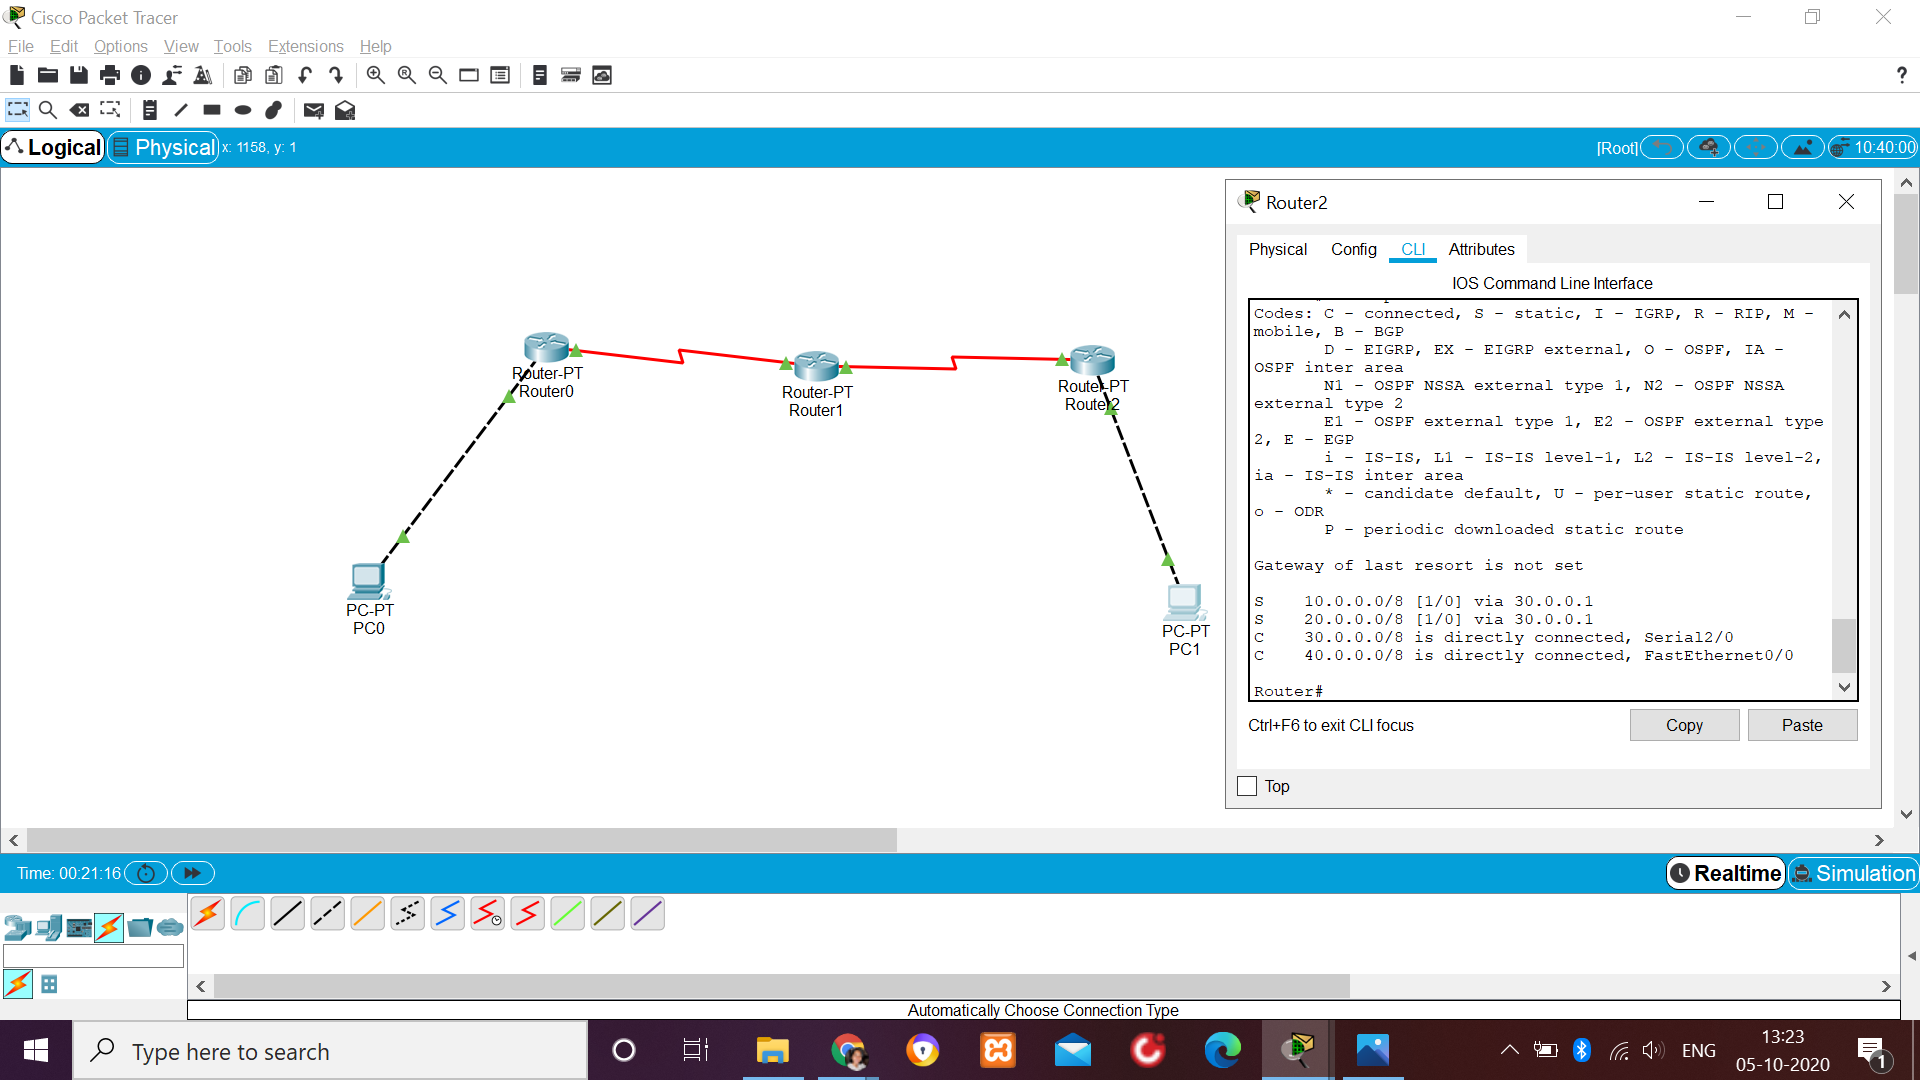 Cisco Packet Tracer
File Edit Options View Tools Extensions Help
?
Logical Physical x: 1158, y: 1
[Root] 10:40:00
Router-PT
Router0
Router-PT
Router1
Router-PT
Router2
PC-PT
PC0
PC-PT
PC1
Router2
Physical Config CLI Attributes
IOS Command Line Interface
Codes: C - connected, S - static, I - IGRP, R - RIP, M -
mobile, B - BGP
D - EIGRP, EX - EIGRP external, O - OSPF, IA -
OSPF inter area
N1 - OSPF NSSA external type 1, N2 - OSPF NSSA
external type 2
E1 - OSPF external type 1, E2 - OSPF external type
2, E - EGP
i - IS-IS, L1 - IS-IS level-1, L2 - IS-IS level-2,
ia - IS-IS inter area
* - candidate default, U - per-user static route,
o - ODR
P - periodic downloaded static route
Gateway of last resort is not set
S 10.0.0.0/8 [1/0] via 30.0.0.1
S 20.0.0.0/8 [1/0] via 30.0.0.1
C 30.0.0.0/8 is directly connected, Serial2/0
C 40.0.0.0/8 is directly connected, FastEthernet0/0
Router#
Ctrl+F6 to exit CLI focus
Copy Paste
Top
Time: 00:21:16
Realtime Simulation
Automatically Choose Connection Type
Type here to search
ENG
13:23
05-10-2020
1